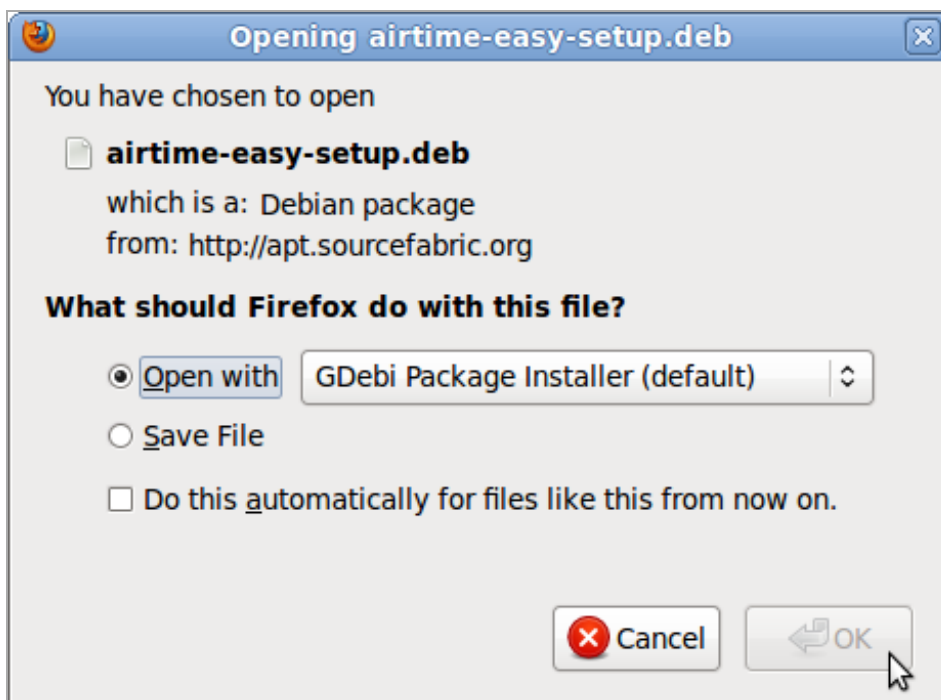 Opening airtime-easy-setup.deb
You have chosen to open
airtime-easy-setup.deb
which is a: Debian package
from: http://apt.sourcefabric.org
What should Firefox do with this file?
Open with GDebi Package Installer (default)
Save File
Do this automatically for files like this from now on.
Cancel OK